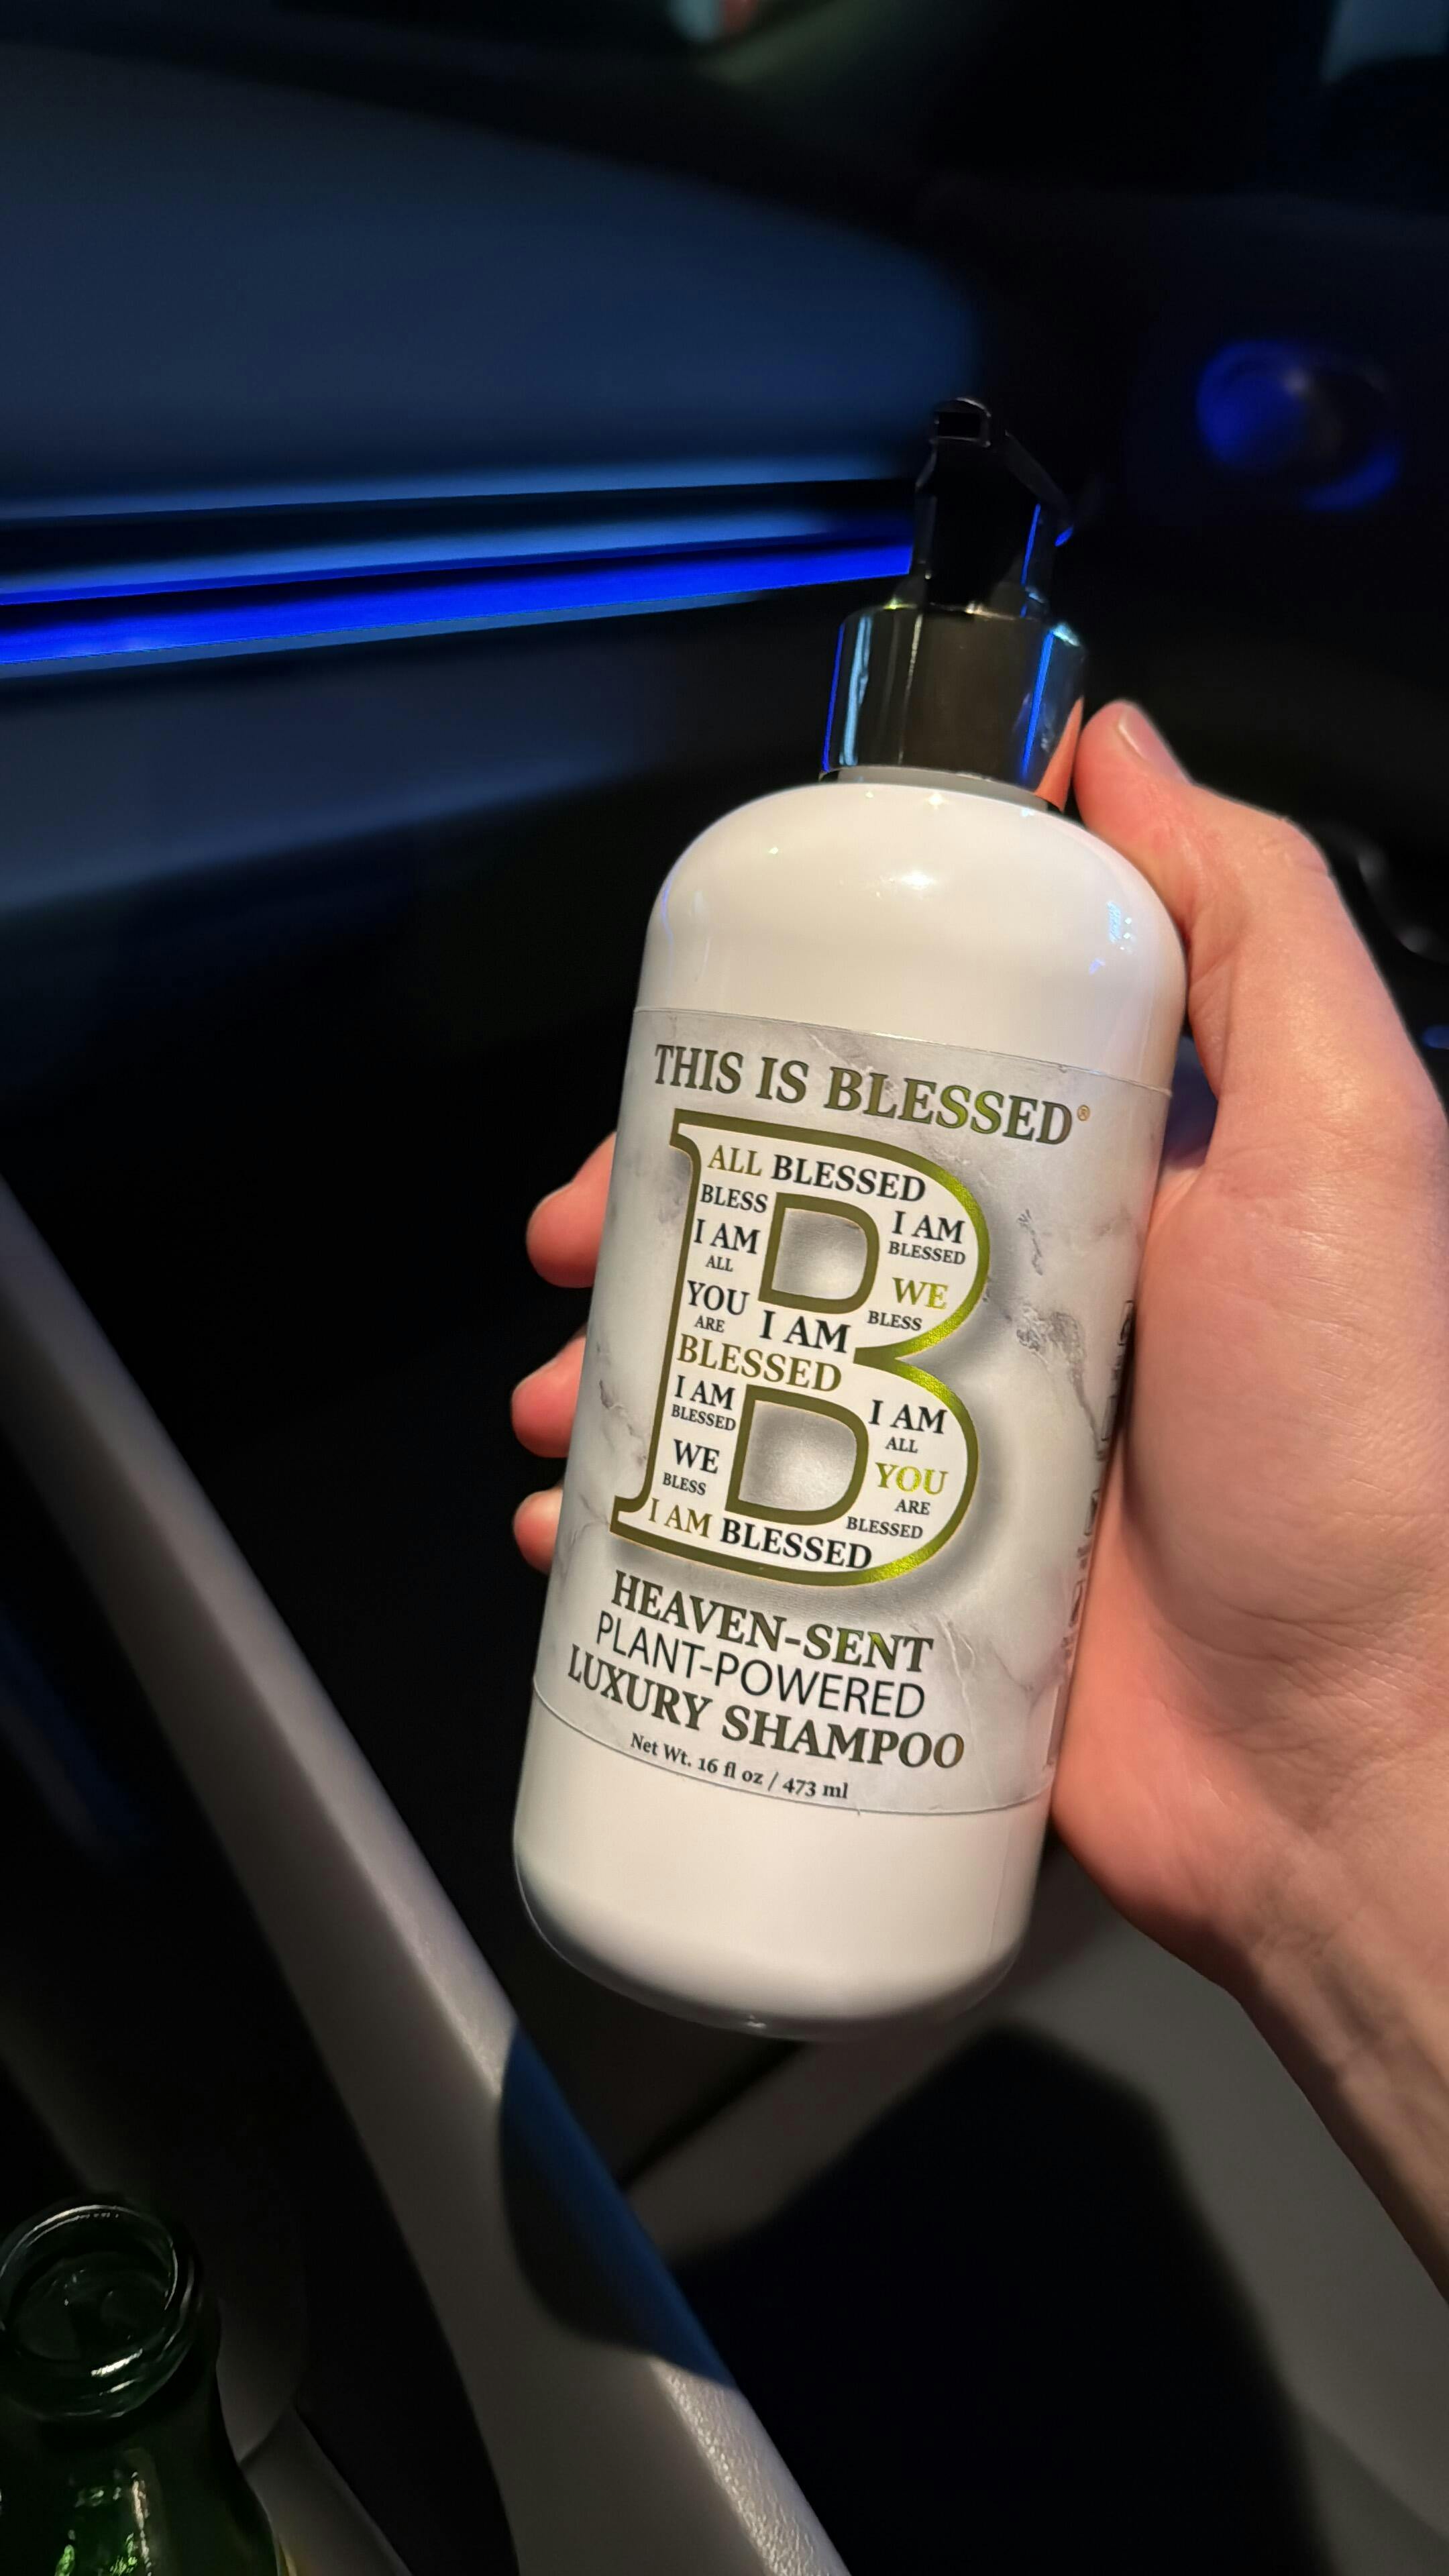 THIS IS BLESSED®
ALL BLESSED
BLESS
I AM
BLESSED
I AM
ALL
WE
BLESS
YOU
ARE
I AM
BLESSED
I AM
BLESSED
I AM
ALL
WE
BLESS
YOU
ARE
BLESSED
I AM BLESSED
HEAVEN-SENT
PLANT-POWERED
LUXURY SHAMPOO
Net Wt. 16 fl oz / 473 ml